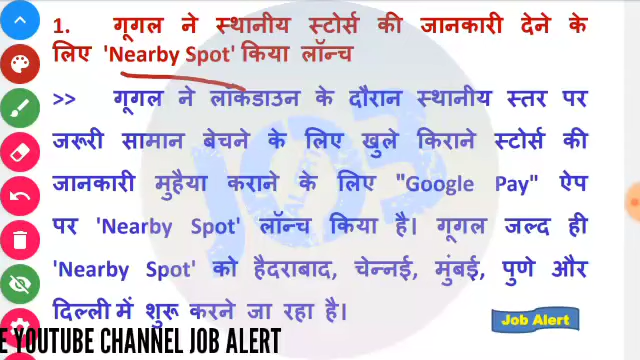 1. गूगल ने स्थानीय स्टोर्स की जानकारी देने के
लिए 'Nearby Spot' किया लॉन्च
>> गूगल ने लाकडाउन के दौरान स्थानीय स्तर पर
जरूरी सामान बेचने के लिए खुले किराने स्टोर्स की
जानकारी मुहैया कराने के लिए "Google Pay" ऐप
पर 'Nearby Spot' लॉन्च किया है। गूगल जल्द ही
'Nearby Spot' को हैदराबाद, चेन्नई, मुंबई, पुणे और
दिल्ली में शुरू करने जा रहा है।
Job Alert
E YOUTUBE CHANNEL JOB ALERT
JOB